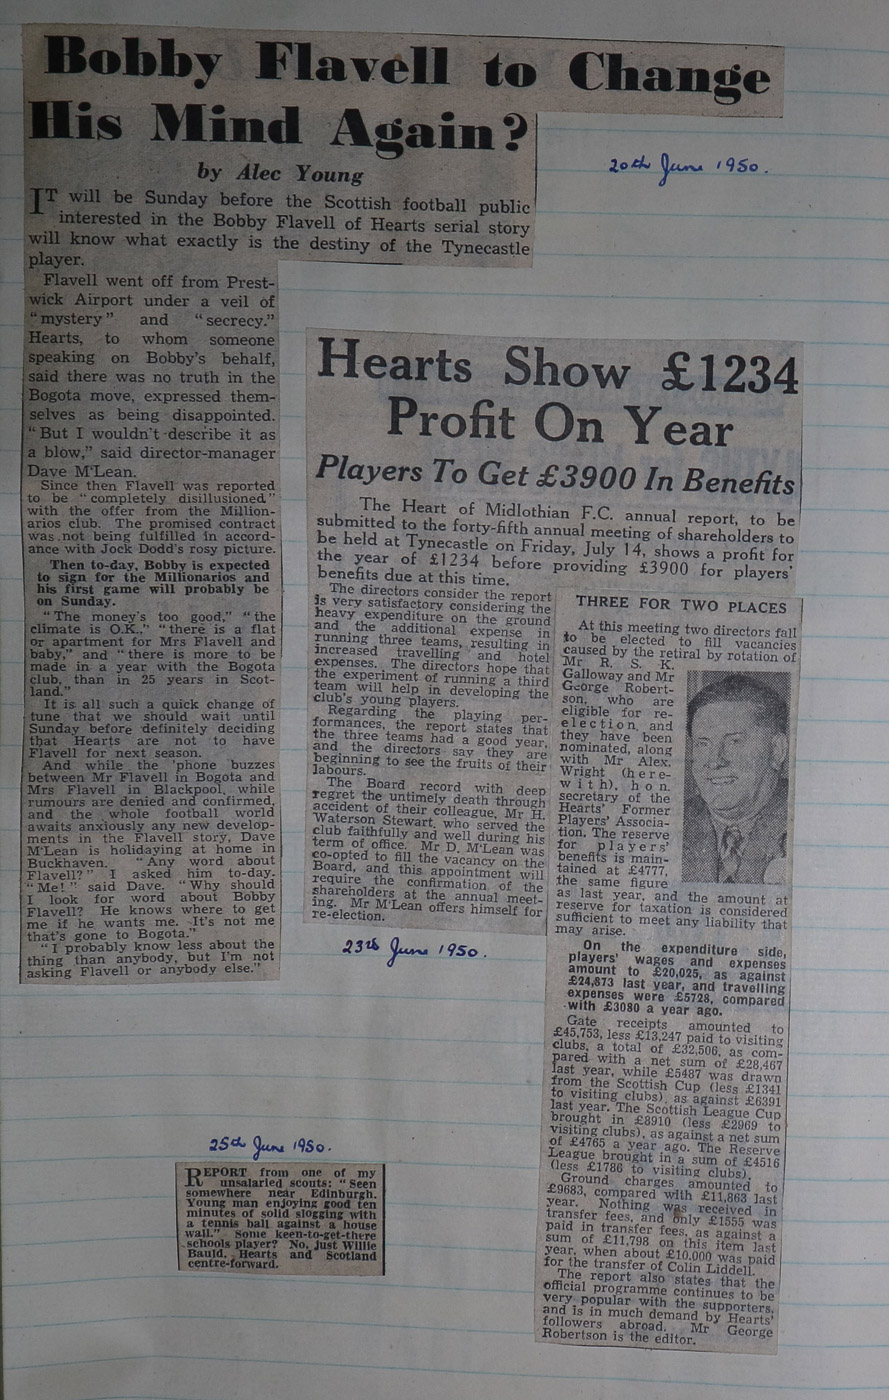 Bobby Flavell to Change
His Mind Again?
20th June 1950.
by Alec Young
IT will be Sunday before the Scottish football public
interested in the Bobby Flavell of Hearts serial story
will know what exactly is the destiny of the Tynecastle
player.
Flavell went off from Prest-
wick Airport under a veil of
"mystery" and "secrecy."
Hearts, to whom someone
speaking on Bobby's behalf,
said there was no truth in the
Bogota move, expressed them-
selves as being disappointed.
"But I wouldn't describe it as
a blow," said director-manager
Dave M'Lean.
Since then Flavell was reported
to be "completely disillusioned"
with the offer from the Million-
arios club. The promised contract
was not being fulfilled in accord-
ance with Jock Dodd's rosy picture.
Then to-day, Bobby is expected
to sign for the Millionarios and
his first game will probably be
on Sunday.
"The money's too good," "the
climate is O.K.," "there is a flat
or apartment for Mrs Flavell and
baby," and "there is more to be
made in a year with the Bogota
club, than in 25 years in Scot-
land."
It is all such a quick change of
tune that we should wait until
Sunday before definitely deciding
that Hearts are not to have
Flavell for next season.
And while the 'phone buzzes
between Mr Flavell in Bogota and
Mrs Flavell in Blackpool, while
rumours are denied and confirmed,
and the whole football world
awaits anxiously any new develop-
ments in the Flavell story, Dave
M'Lean is holidaying at home in
Buckhaven. "Any word about
Flavell?" I asked him to-day.
"Me!" said Dave. "Why should
I look for word about Bobby
Flavell? He knows where to get
me if he wants me. It's not me
that's gone to Bogota."
"I probably know less about the
thing than anybody, but I'm not
asking Flavell or anybody else."
Hearts Show £1234
Profit On Year
Players To Get £3900 In Benefits
The Heart of Midlothian F.C. annual report, to be
submitted to the forty-fifth annual meeting of shareholders to
be held at Tynecastle on Friday, July 14, shows a profit for
the year of £1234 before providing £3900 for players'
benefits due at this time.
The directors consider the report
is very satisfactory considering the
heavy expenditure on the ground
and the additional expense in
running three teams, resulting in
increased travelling and hotel
expenses. The directors hope that
the experiment of running a third
team will help in developing the
club's young players.
Regarding the playing per-
formances, the report states that
the three teams had a good year,
and the directors say they are
beginning to see the fruits of their
labours.
The Board record with deep
regret the untimely death through
accident of their colleague, Mr H.
Waterson Stewart, who served the
club faithfully and well during his
term of office. Mr D. M'Lean was
co-opted to fill the vacancy on the
Board, and this appointment will
require the confirmation of the
shareholders at the annual meet-
ing. Mr M'Lean offers himself for
re-election.
23rd June 1950.
THREE FOR TWO PLACES
At this meeting two directors fall
to be elected to fill vacancies
caused by the retiral by rotation of
Mr R. S. K.
Galloway and Mr
George Robert-
son, who are
eligible for re-
election, and
they have been
nominated, along
with Mr Alex.
Wright (here-
with), hon.
secretary of the
Hearts' Former
Players' Associa-
tion. The reserve
for players'
benefits is main-
tained at £4777,
the same figure
as last year, and the amount at
reserve for taxation is considered
sufficient to meet any liability that
may arise.
On the expenditure side,
players' wages and expenses
amount to £20,025, as against
£24,873 last year, and travelling
expenses were £5728, compared
with £3080 a year ago.
Gate receipts amounted to
£45,753, less £13,247 paid to visiting
clubs, a total of £32,506, as com-
pared with a net sum of £28,467
last year, while £5487 was drawn
from the Scottish Cup (less £1341
to visiting clubs), as against £6391
last year. The Scottish League Cup
brought in £8910 (less £2969 to
visiting clubs), as against a net sum
of £4765 a year ago. The Reserve
League brought in a sum of £4516
(less £1786 to visiting clubs).
Ground charges amounted to
£9683, compared with £11,863 last
year. Nothing was received in
transfer fees, and only £1555 was
paid in transfer fees, as against a
sum of £11,798 on this item last
year, when about £10,000 was paid
for the transfer of Colin Liddell.
The report also states that the
official programme continues to be
very popular with the supporters,
and is in much demand by Hearts'
followers abroad. Mr George
Robertson is the editor.
25th June 1950.
REPORT from one of my
unsalaried scouts: "Seen
somewhere near Edinburgh.
Young man enjoying good ten
minutes of solid slogging with
a tennis ball against a house
wall." Some keen-to-get-there
schools player? No, just Willie
Bauld, Hearts and Scotland
centre-forward.